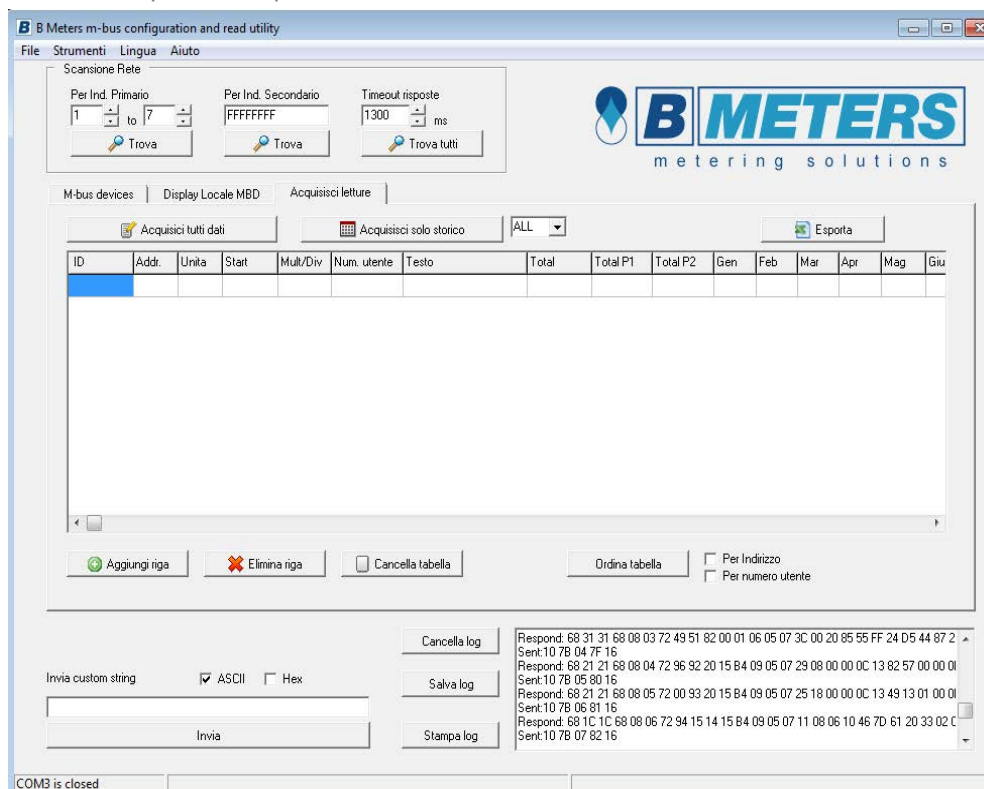 B Meters m-bus configuration and read utility
File Strumenti Lingua Aiuto
Scansione Rete
Per Ind. Primario Per Ind. Secondario Timeout risposte
1 to 7 FFFFFFFF 1300 ms
Trova Trova Trova tutti
B METERS
metering solutions
M-bus devices Display Locale MBD Acquisisci letture
Acquisici tutti dati Acquisisci solo storico ALL Esporta
ID Addr. Unita Start Mult/Div Num. utente Testo Total Total P1 Total P2 Gen Feb Mar Apr Mag Giu
Aggiungi riga Elimina riga Cancella tabella Ordina tabella Per Indirizzo
Per numero utente
Cancella log
Respond: 68 31 31 68 08 03 72 49 51 82 00 01 06 05 07 3C 00 20 85 55 FF 24 D5 44 87 2
Sent:10 7B 04 7F 16
Respond: 68 21 21 68 08 04 72 96 92 20 15 B4 09 05 07 29 08 00 00 0C 13 82 57 00 00 0
Sent:10 7B 05 80 16
Respond: 68 21 21 68 08 05 72 00 93 20 15 B4 09 05 07 25 18 00 00 0C 13 49 13 01 00 0
Sent:10 7B 06 81 16
Respond: 68 1C 1C 68 08 06 72 94 15 14 15 B4 09 05 07 11 08 06 10 46 7D 61 20 33 02
Sent:10 7B 07 82 16
Invia custom string ASCII Hex
Salva log
Invia
Stampa log
COM3 is closed